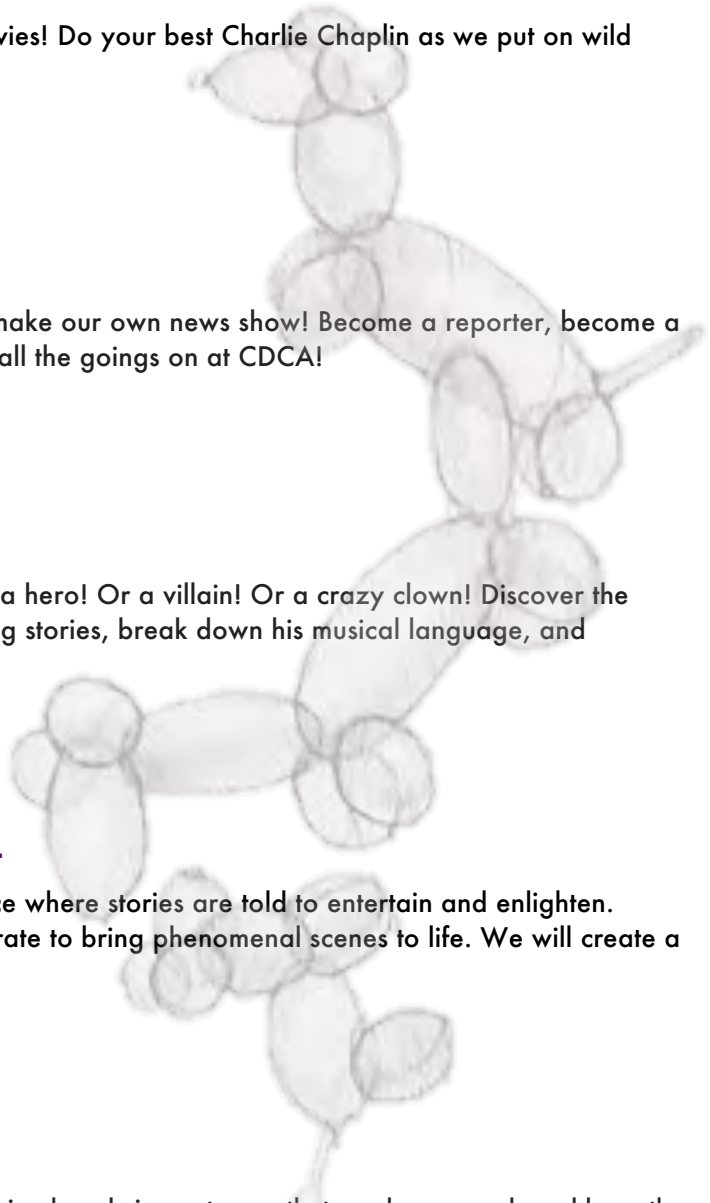 vies! Do your best Charlie Chaplin as we put on wild
make our own news show! Become a reporter, become a
all the goings on at CDCA!
a hero! Or a villain! Or a crazy clown! Discover the
g stories, break down his musical language, and
ce where stories are told to entertain and enlighten.
rate to bring phenomenal scenes to life. We will create a